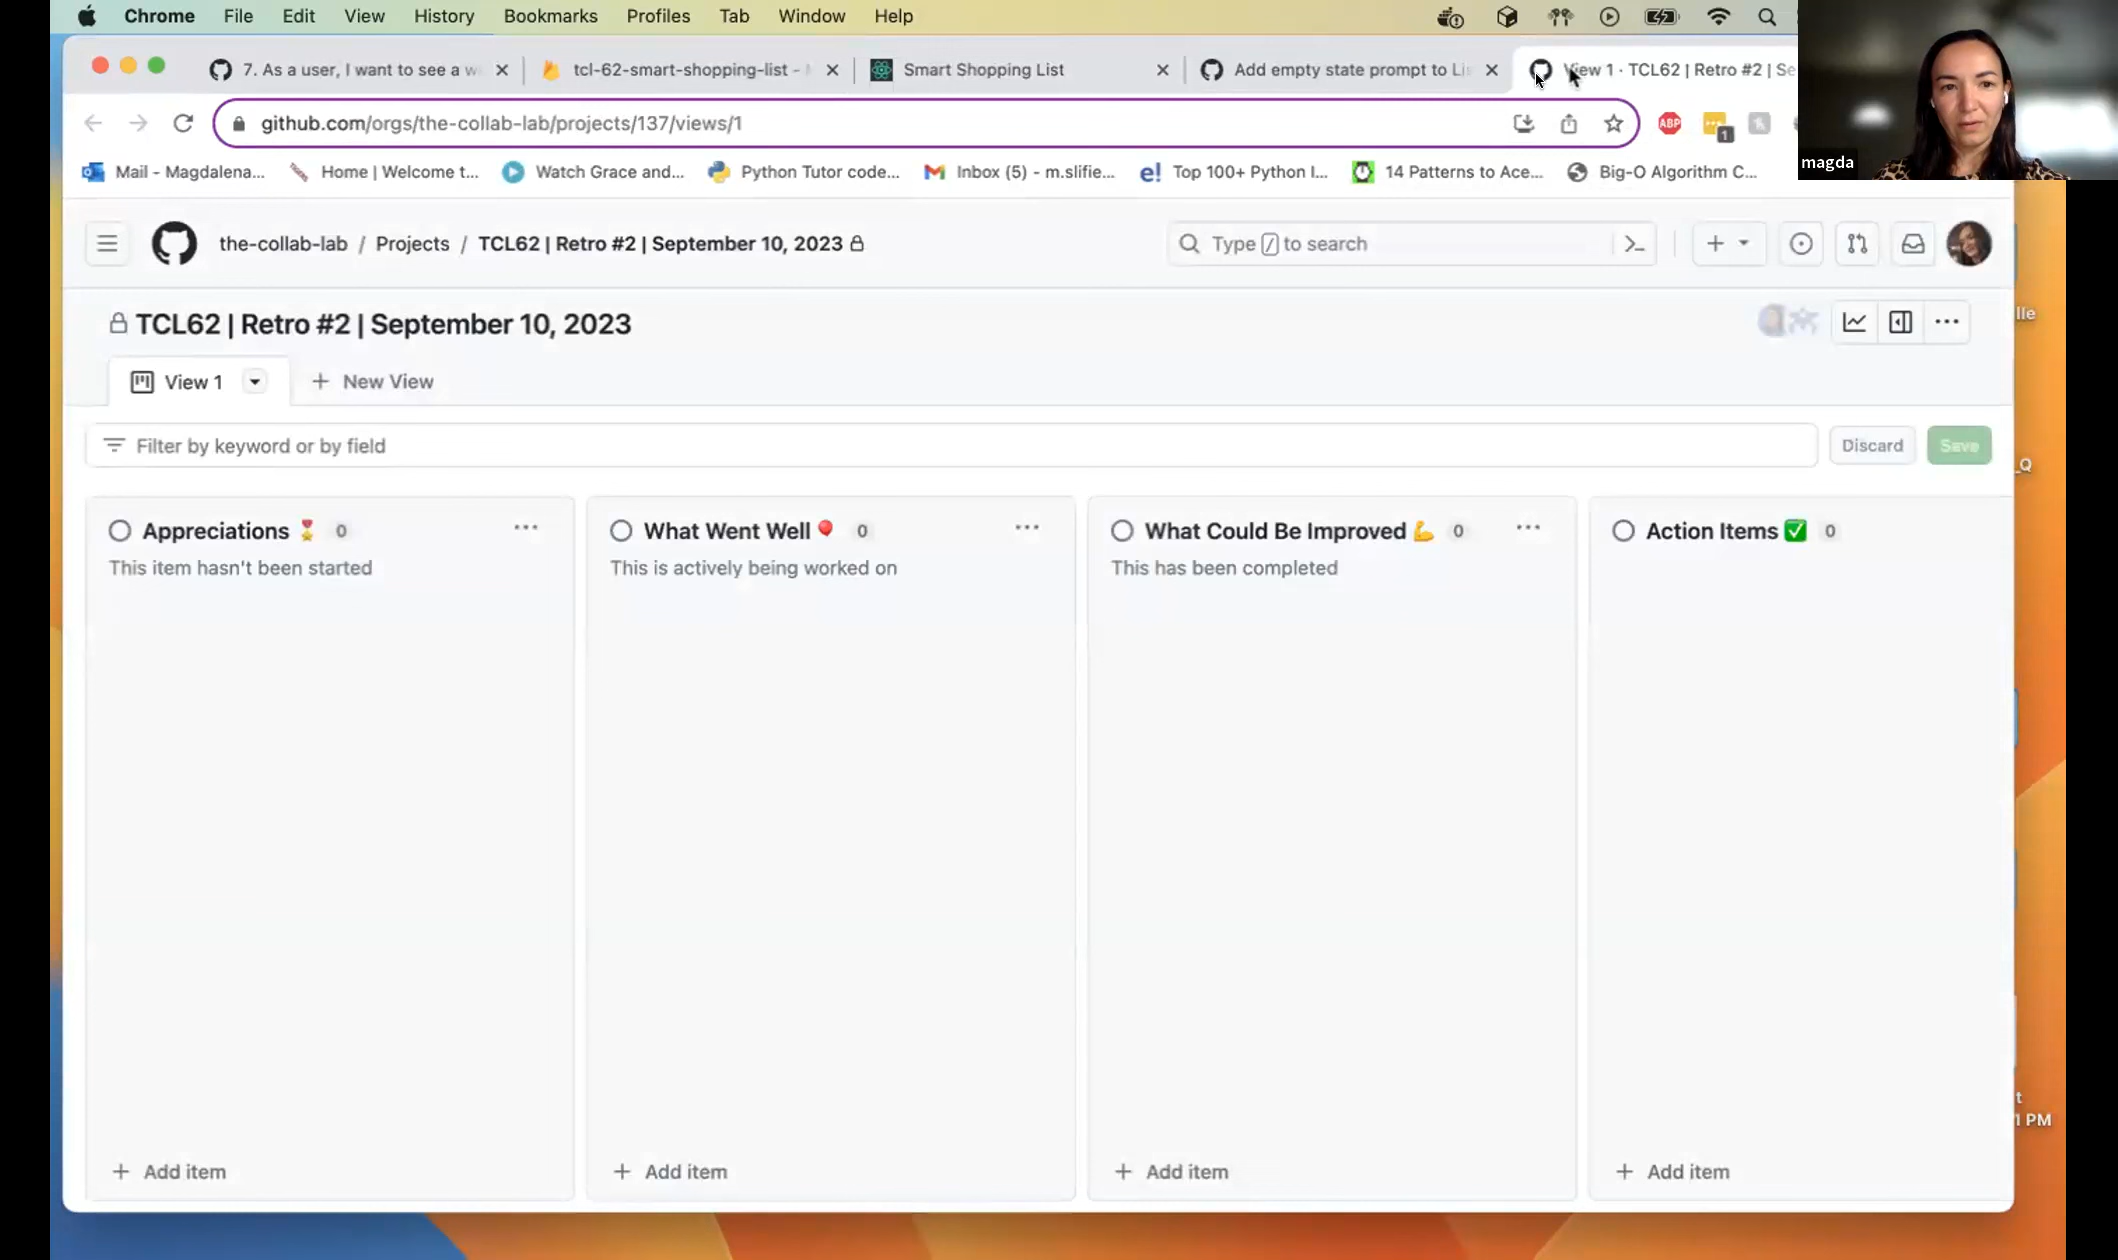 Chrome File Edit View History Bookmarks Profiles Tab Window Help
7. As a user, I want to see a w
tcl-62-smart-shopping-list -
Smart Shopping List
Add empty state prompt to Li
View 1 · TCL62 | Retro #2 | Se
github.com/orgs/the-collab-lab/projects/137/views/1
ABP
1
magda
Mail - Magdalena...
Home | Welcome t...
Watch Grace and...
Python Tutor code...
Inbox (5) - m.slifie...
e! Top 100+ Python I...
14 Patterns to Ace...
Big-O Algorithm C...
the-collab-lab / Projects / TCL62 | Retro #2 | September 10, 2023
Type / to search
TCL62 | Retro #2 | September 10, 2023
lle
View 1
+ New View
Filter by keyword or by field
Discard
Save
_Q
Appreciations 🎖️ 0
This item hasn't been started
What Went Well 🎈 0
This is actively being worked on
What Could Be Improved 💪 0
This has been completed
Action Items ✅ 0
t
1 PM
+ Add item
+ Add item
+ Add item
+ Add item